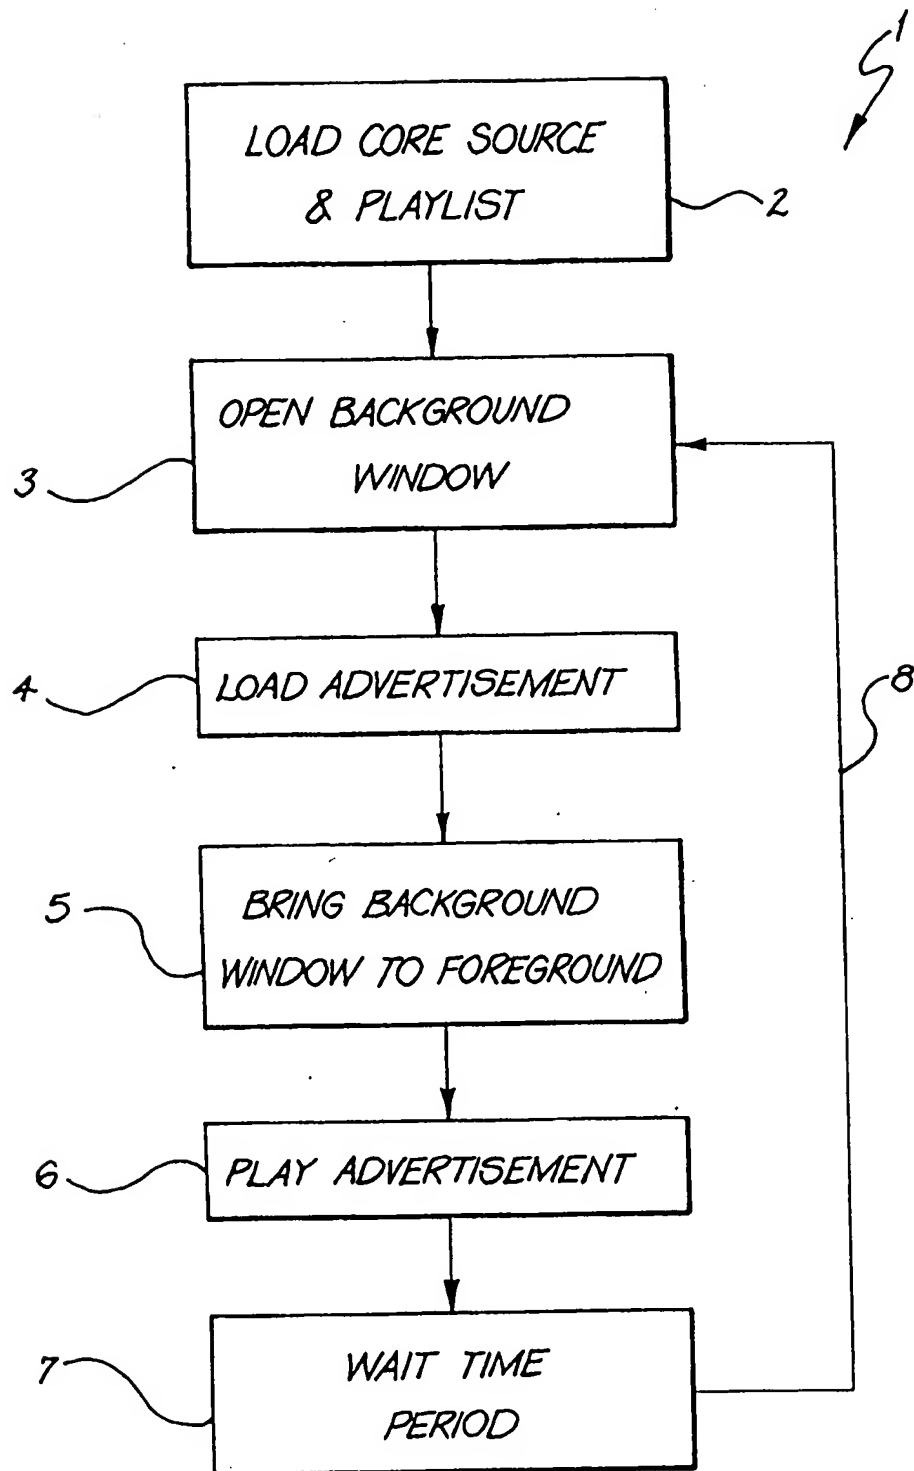 1
LOAD CORE SOURCE
& PLAYLIST
2
OPEN BACKGROUND
WINDOW
3
4
LOAD ADVERTISEMENT
8
5
BRING BACKGROUND
WINDOW TO FOREGROUND
6
PLAY ADVERTISEMENT
7
WAIT TIME
PERIOD